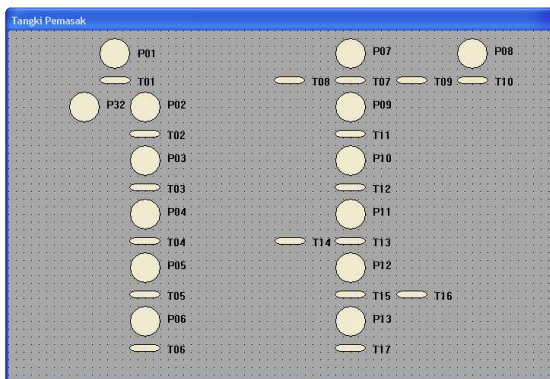 Tangki Pemasak
P01 P07 P08
T01 T08 T07 T09 T10
P32 P02 P09
T02 T11
P03 P10
T03 T12
P04 P11
T04 T14 T13
P05 P12
T05 T15 T16
P06 P13
T06 T17